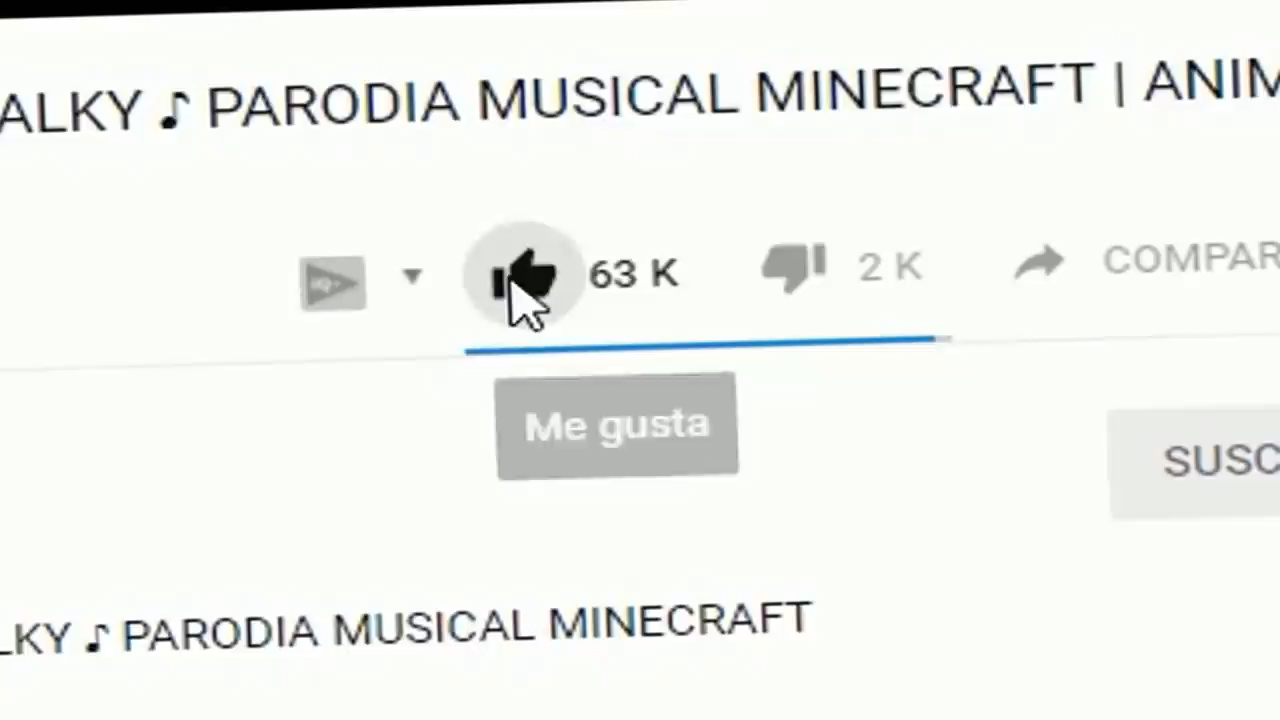 ALKY ♪ PARODIA MUSICAL MINECRAFT | ANIM
63 K 2 K COMPAR
Me gusta
SUSC
LKY ♪ PARODIA MUSICAL MINECRAFT